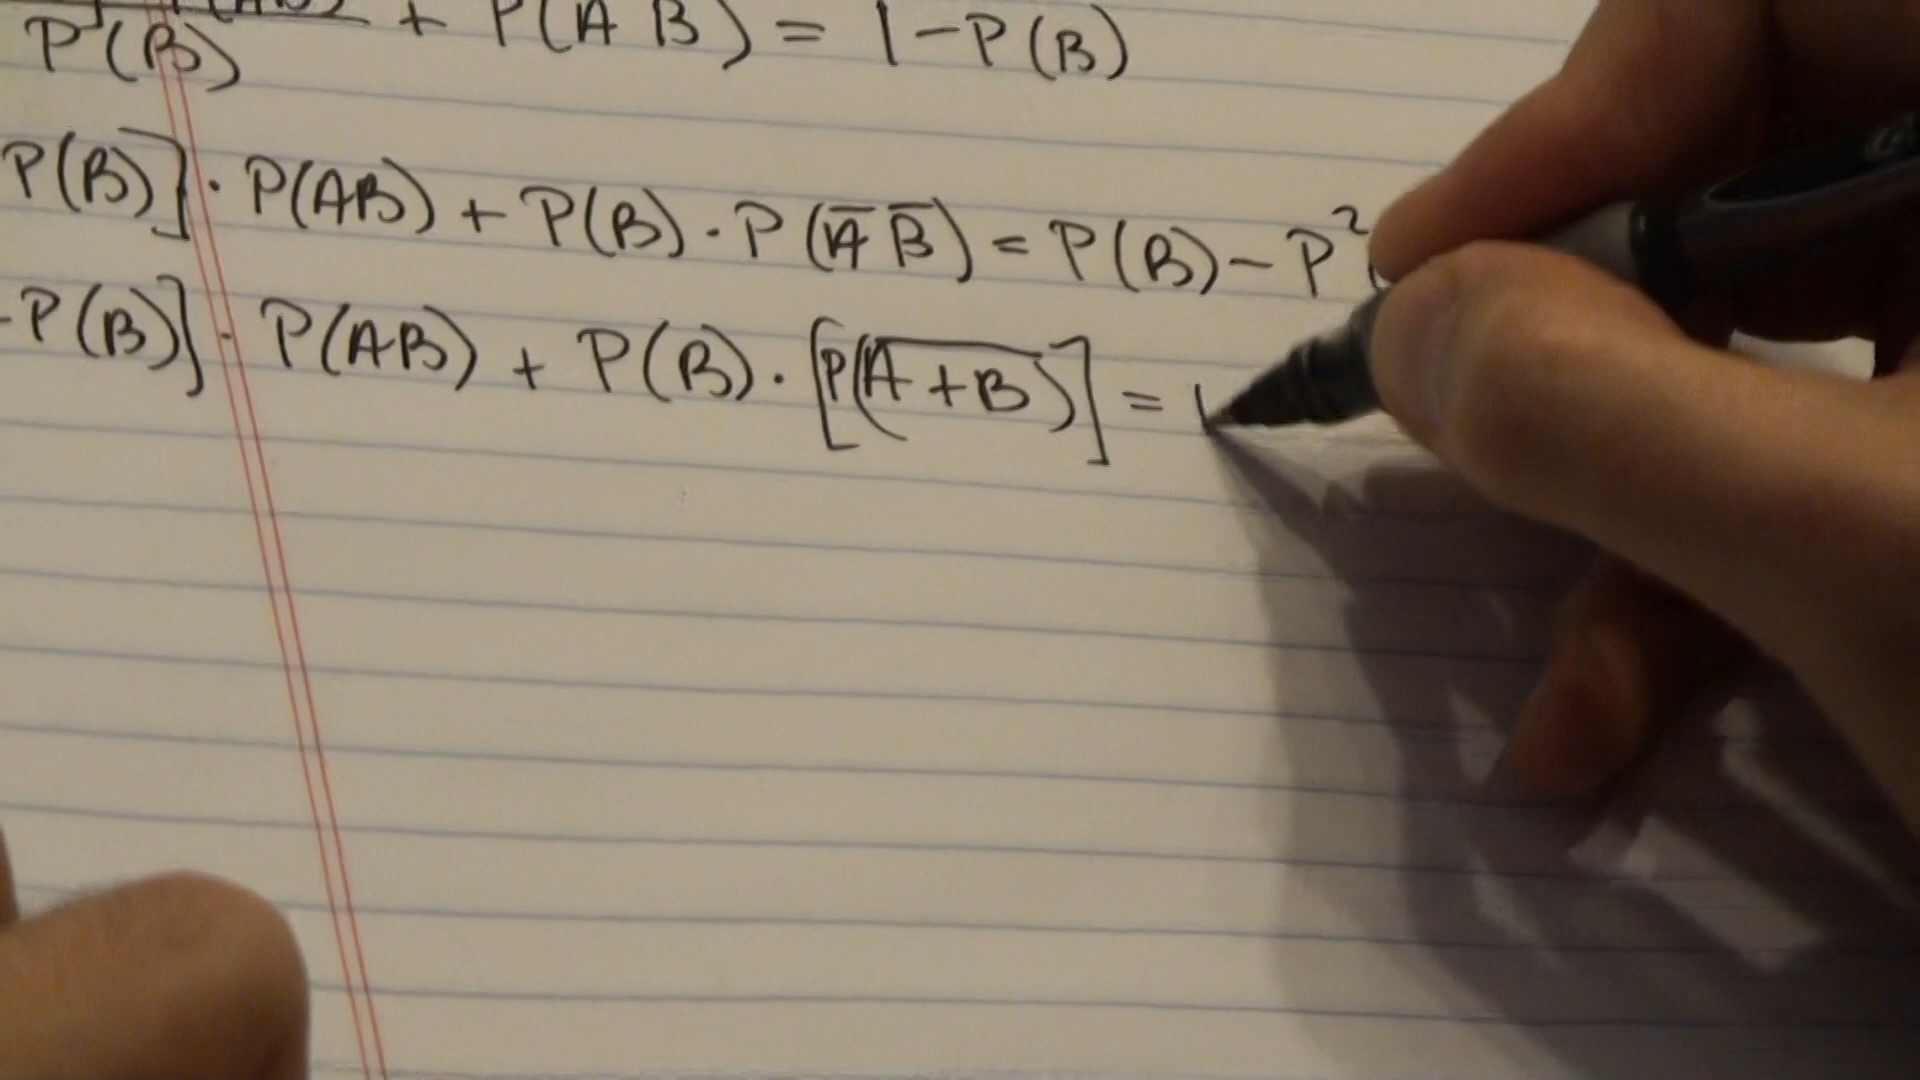 P(B) + P(A B) = 1 - P(B)
P(B)] · P(AB) + P(B) · P(A̅ B̅) = P(B) - P²(
-P(B)] · P(AB) + P(B) · [P(A̅ ̅+̅ ̅B̅)] =